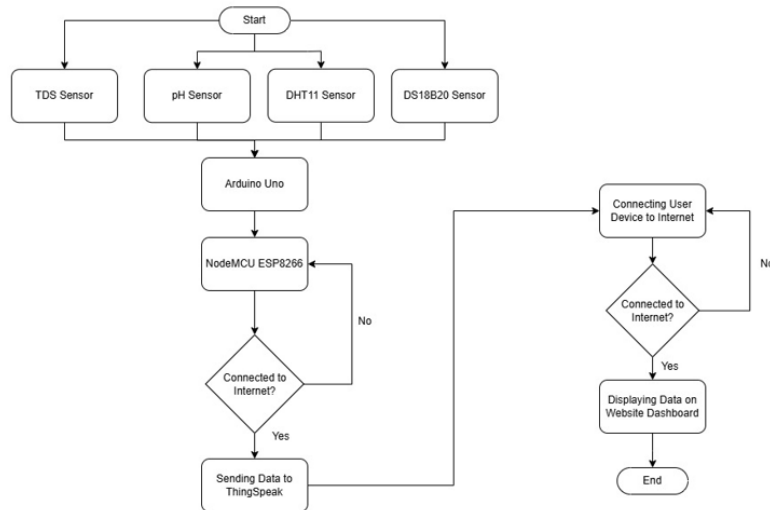 Start
TDS Sensor
pH Sensor
DHT11 Sensor
DS18B20 Sensor
Arduino Uno
NodeMCU ESP8266
No
Connected to
Internet?
Yes
Sending Data to
ThingSpeak
Connecting User
Device to Internet
No
Connected to
Internet?
Yes
Displaying Data on
Website Dashboard
End